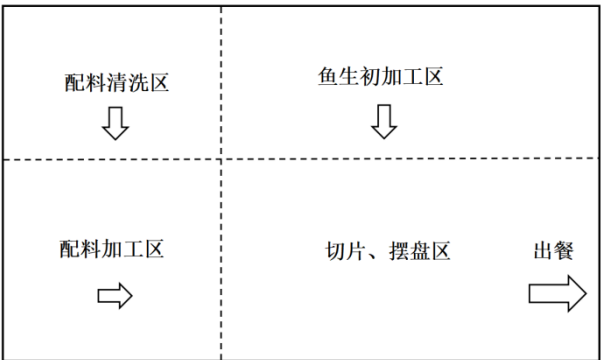 配料清洗区
鱼生初加工区
配料加工区
切片、摆盘区
出餐